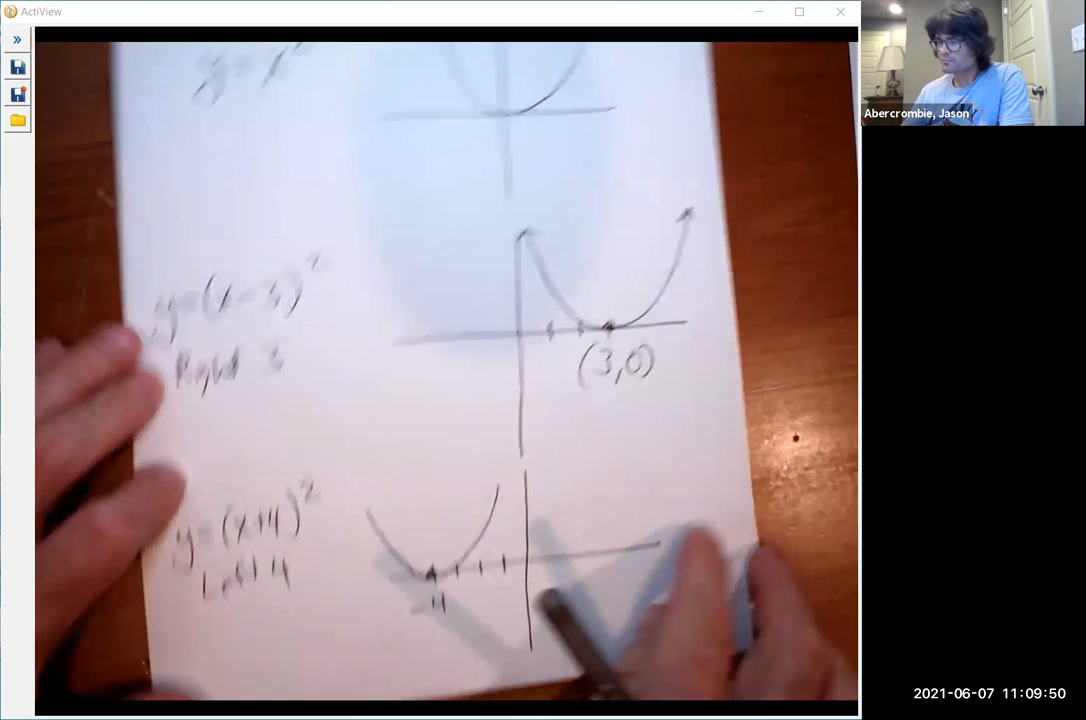 ActiView
»
y=x²
y=(x-3)²
Right 3
(3,0)
y=(x+4)²
Left 4
-4
Abercrombie, Jason
2021-06-07 11:09:50